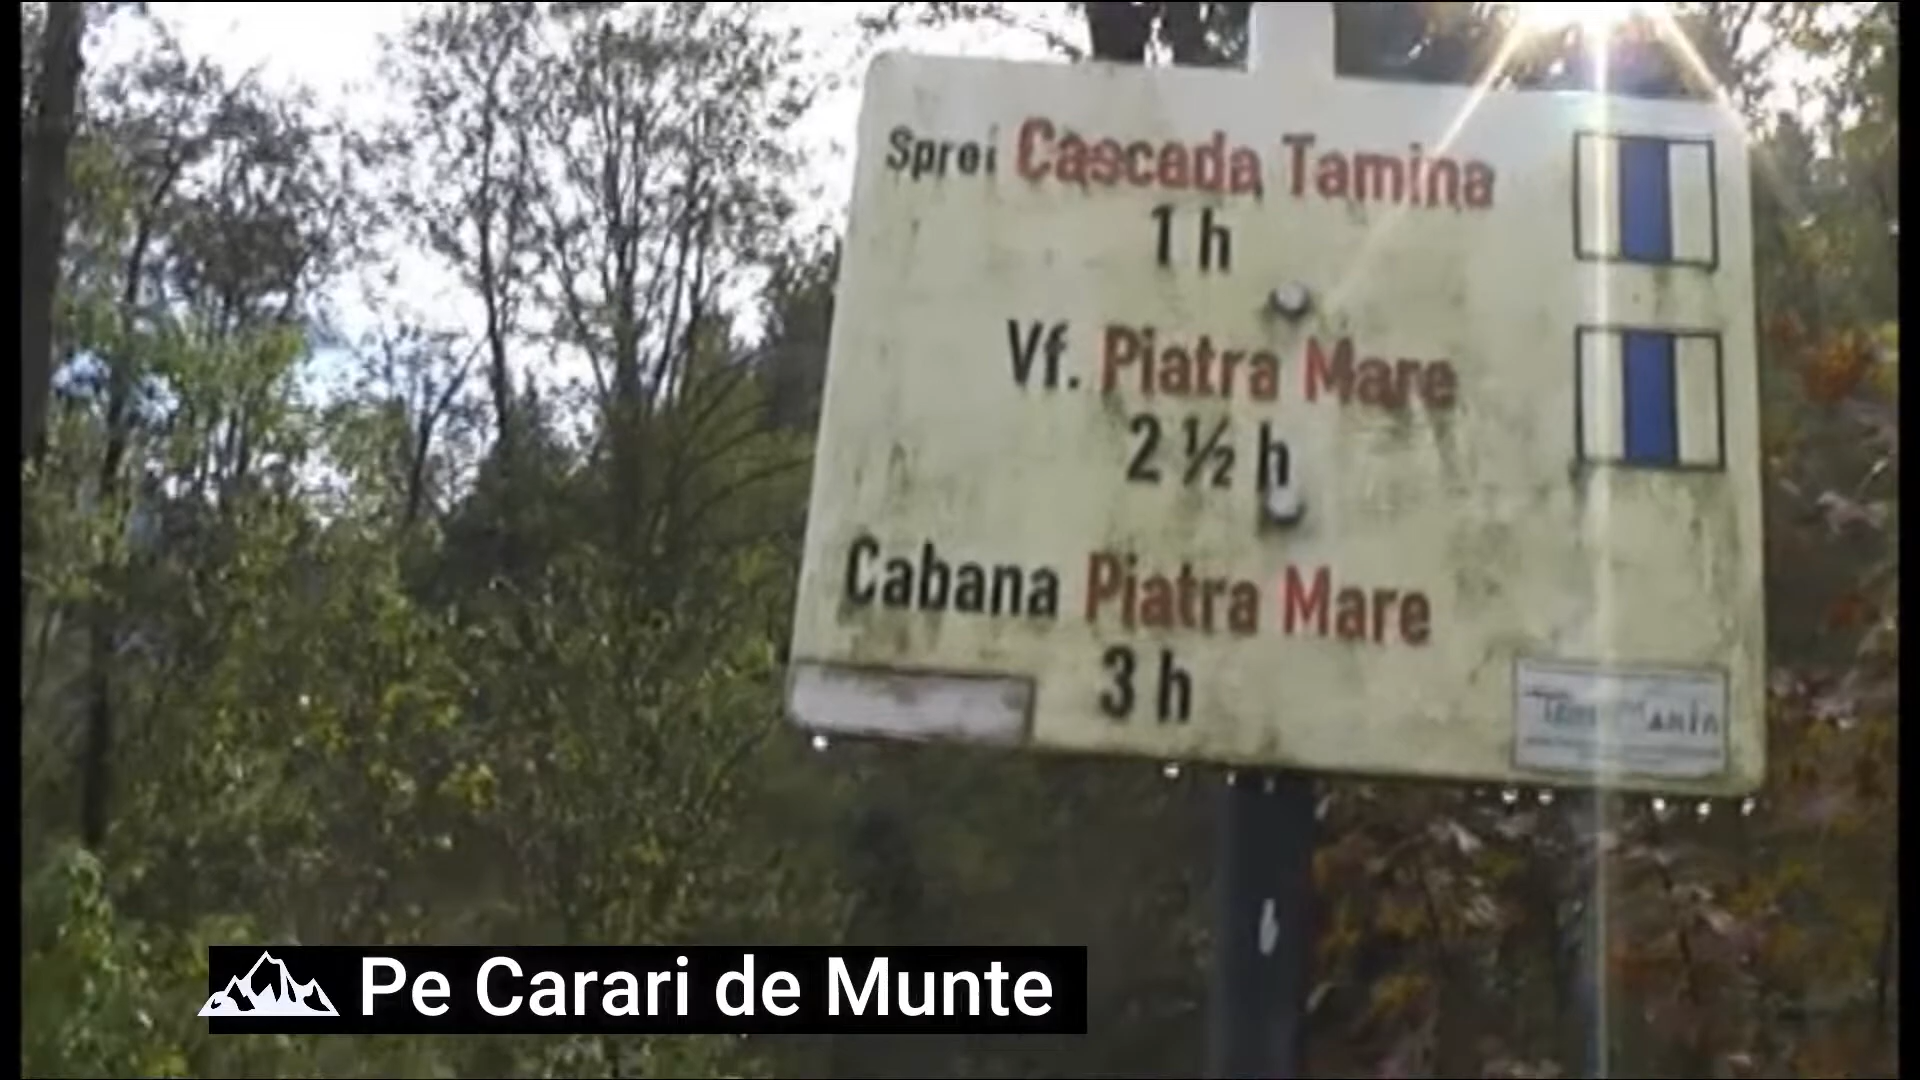 Sprei Cascada Tamina
1 h
Vf. Piatra Mare
2 ½ h
Cabana Piatra Mare
3 h
Pe Carari de Munte